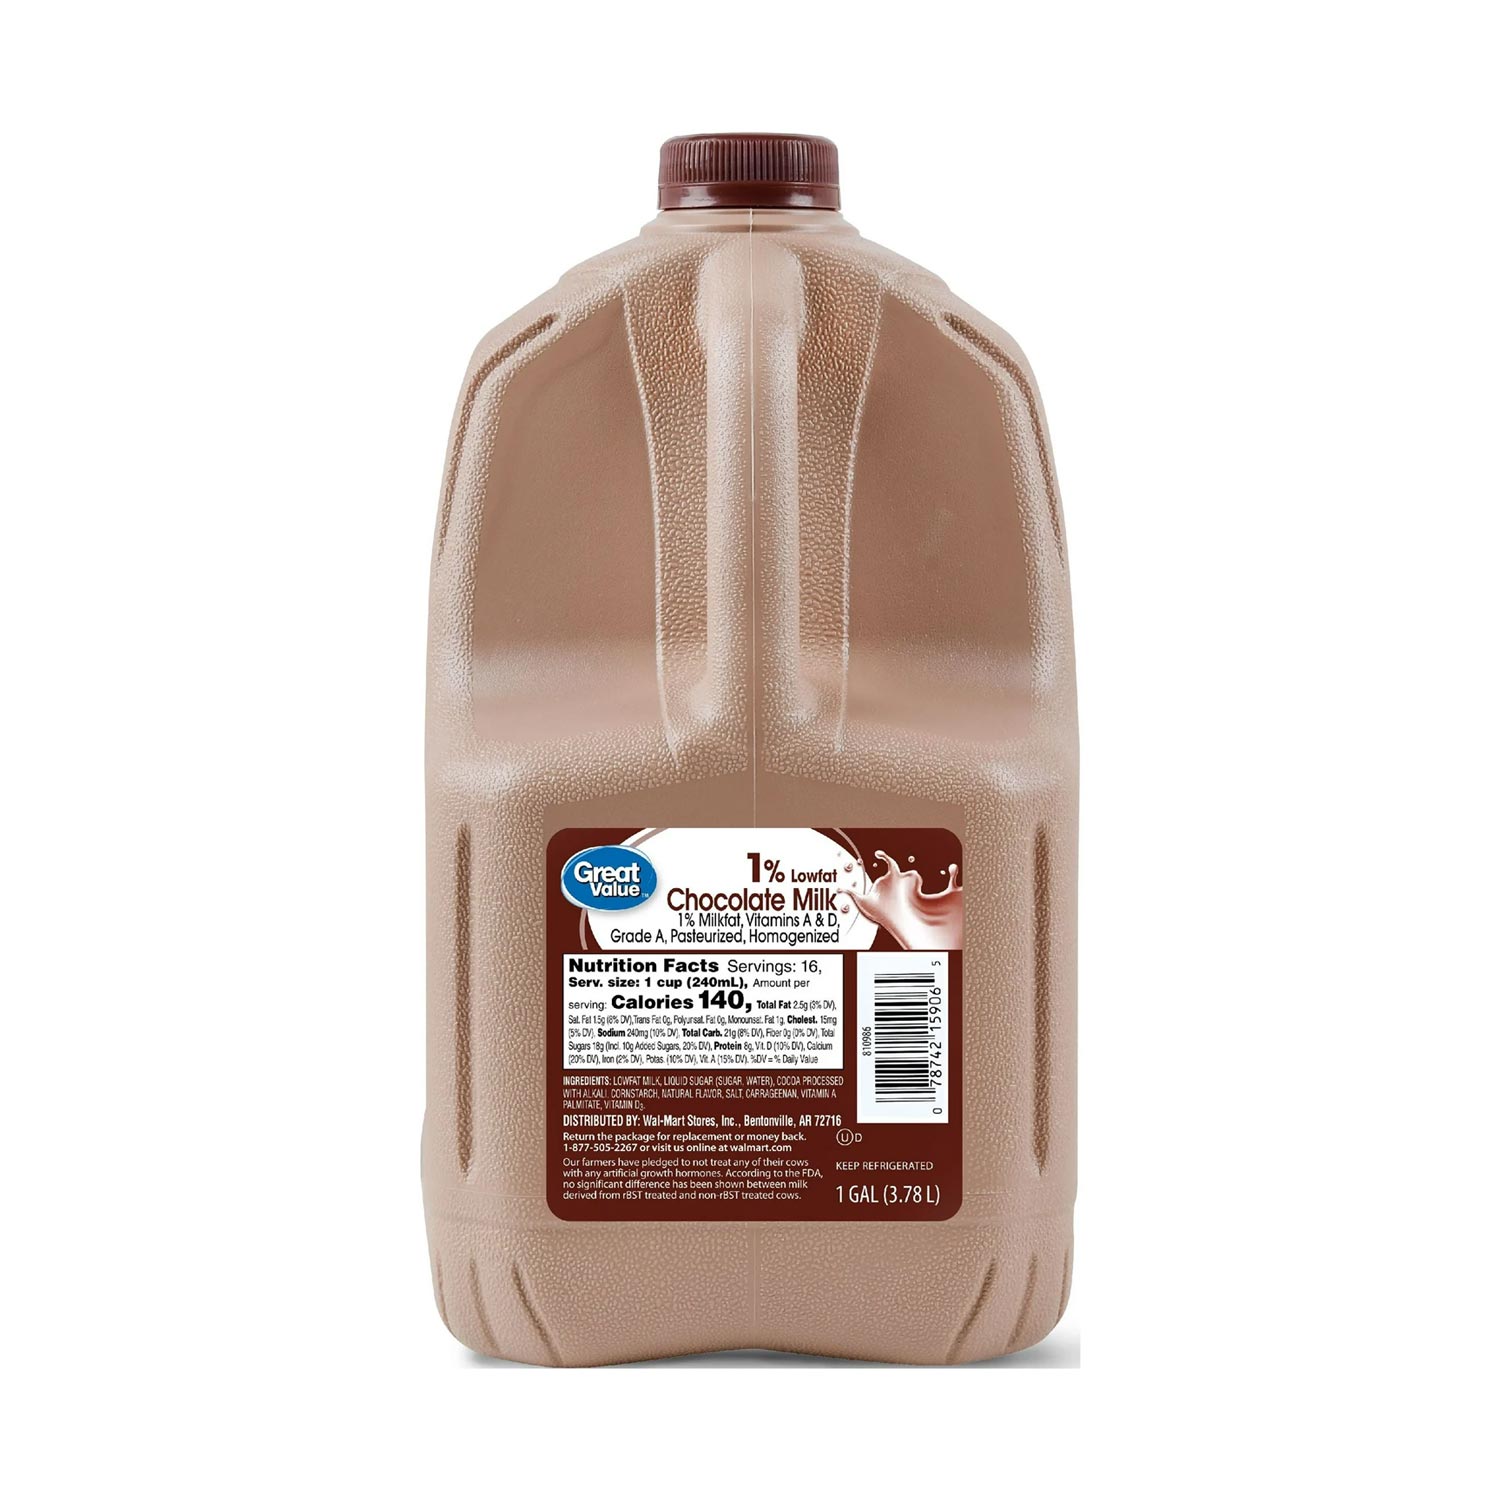 Great
Value™
1% Lowfat
Chocolate Milk
1% Milkfat, Vitamins A & D,
Grade A, Pasteurized, Homogenized
Nutrition Facts Servings: 16,
Serv. size: 1 cup (240mL), Amount per
serving: Calories 140, Total Fat 2.5g (3% DV),
Sat. Fat 1.5g (8% DV),Trans Fat 0g, Polyunsat. Fat 0g, Monounsat. Fat 1g, Cholest. 15mg
(5% DV), Sodium 240mg (10% DV), Total Carb. 21g (8% DV), Fiber 0g (0% DV), Total
Sugars 18g (Incl. 10g Added Sugars, 20% DV), Protein 8g, Vit. D (10% DV), Calcium
(20% DV), Iron (2% DV), Potas. (10% DV), Vit. A (15% DV). %DV = % Daily Value
INGREDIENTS: LOWFAT MILK, LIQUID SUGAR (SUGAR, WATER), COCOA PROCESSED
WITH ALKALI, CORNSTARCH, NATURAL FLAVOR, SALT, CARRAGEENAN, VITAMIN A
PALMITATE, VITAMIN D3.
DISTRIBUTED BY: Wal-Mart Stores, Inc., Bentonville, AR 72716
Return the package for replacement or money back.
1-877-505-2267 or visit us online at walmart.com
Our farmers have pledged to not treat any of their cows
with any artificial growth hormones. According to the FDA,
no significant difference has been shown between milk
derived from rBST treated and non-rBST treated cows.
810986
0 78742 15906 5
U D
KEEP REFRIGERATED
1 GAL (3.78 L)